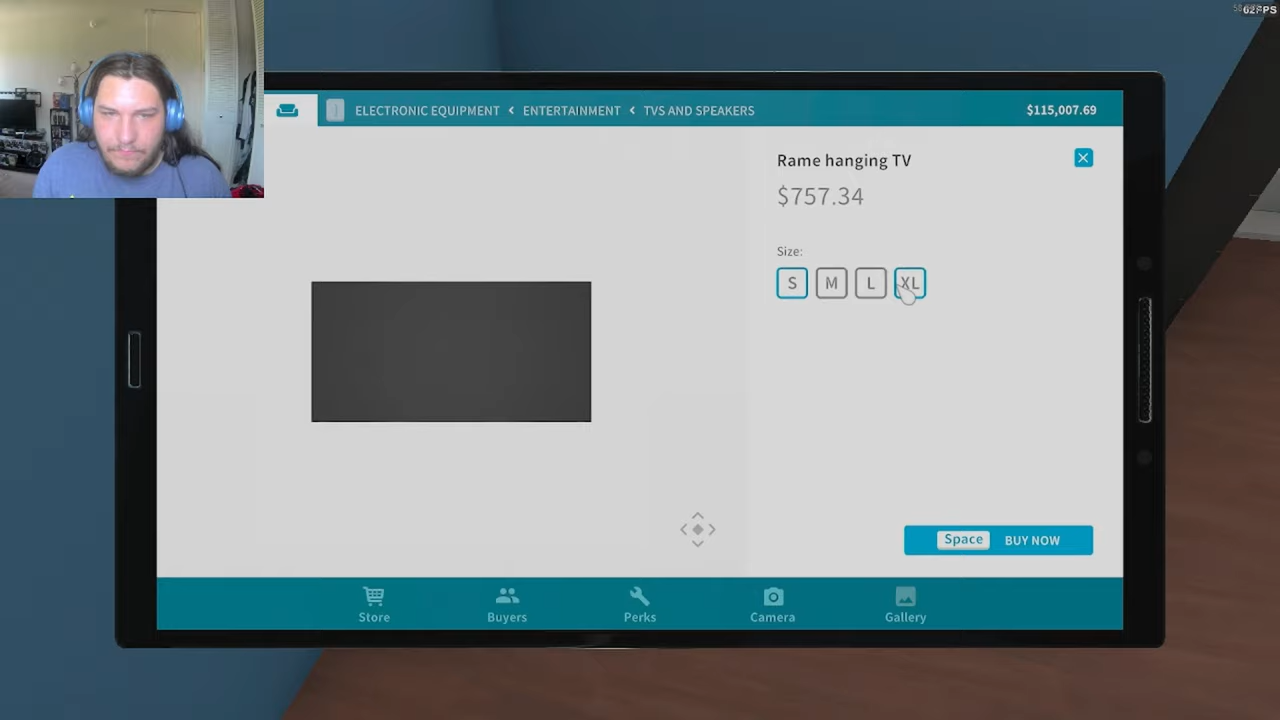 62FPS
ELECTRONIC EQUIPMENT < ENTERTAINMENT < TVS AND SPEAKERS
$115,007.69
Rame hanging TV
$757.34
Size:
S M L XL
Space BUY NOW
Store Buyers Perks Camera Gallery